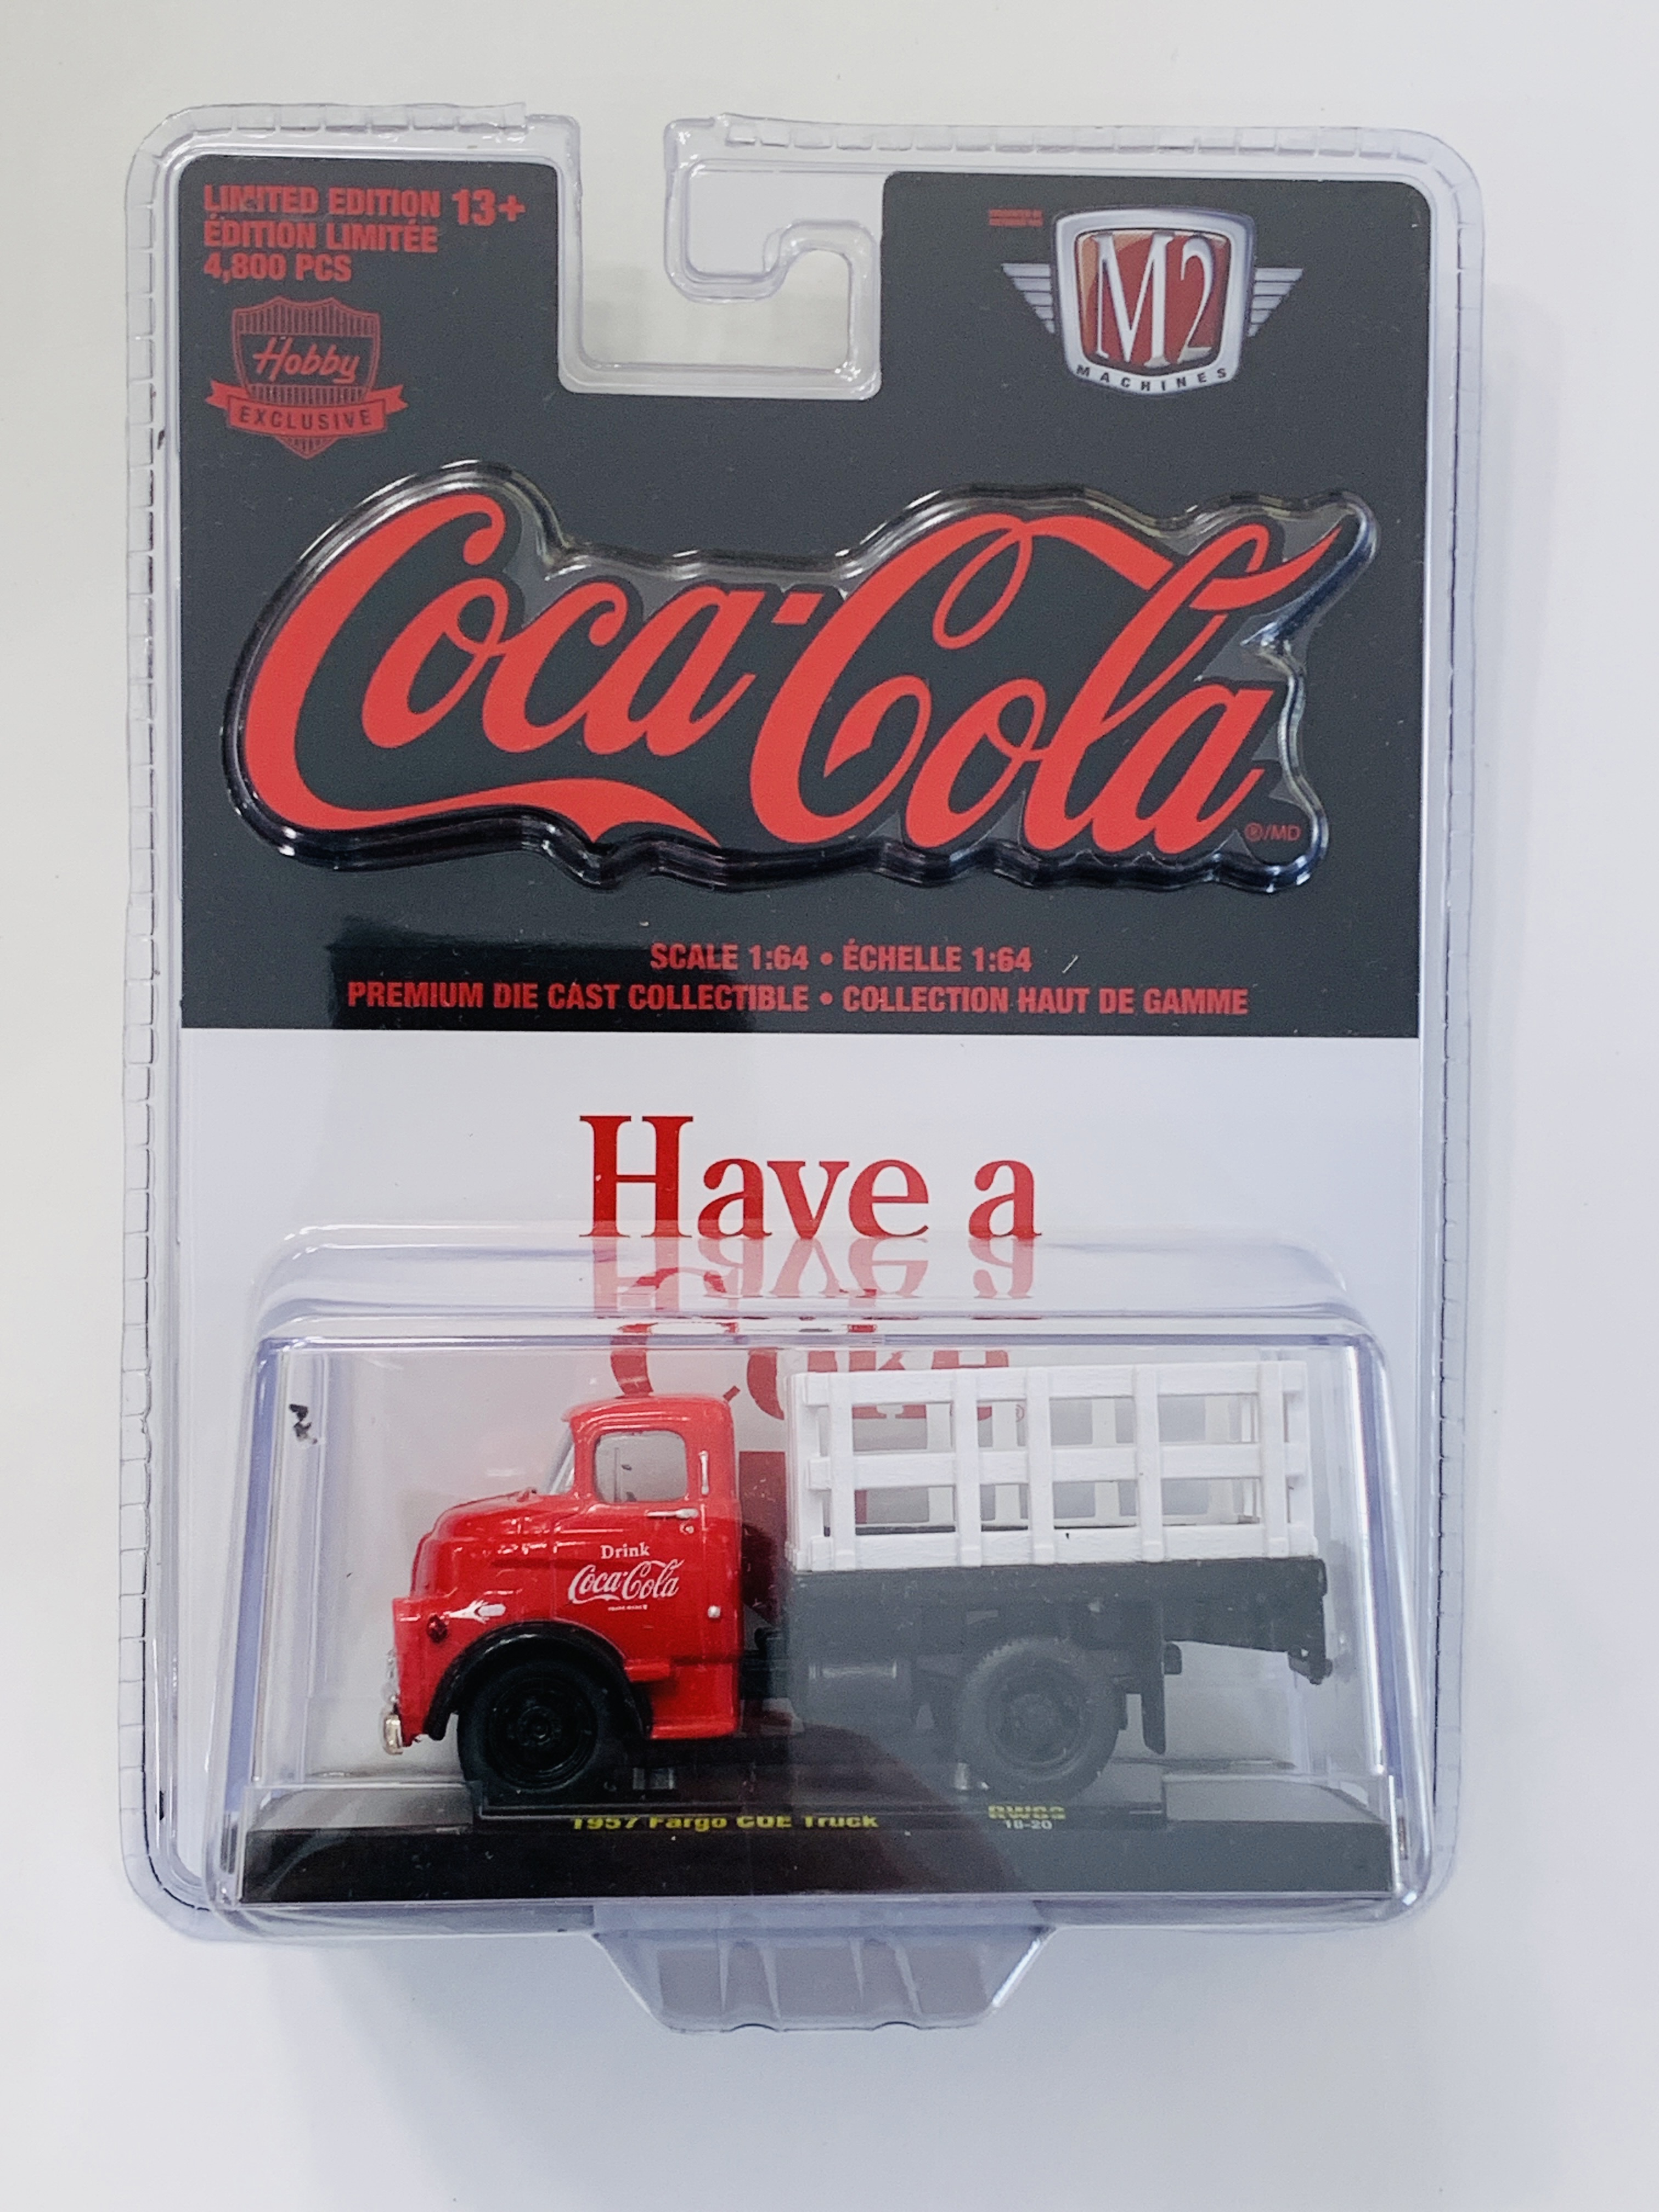 LIMITED EDITION 13+
ÉDITION LIMITÉE
4,800 PCS
Hobby
EXCLUSIVE
M2
MACHINES
Coca-Cola
®/MD
SCALE 1:64 • ÉCHELLE 1:64
PREMIUM DIE CAST COLLECTIBLE • COLLECTION HAUT DE GAMME
Have a
Coke
Drink
Coca-Cola
1957 Fargo COE Truck
18-20